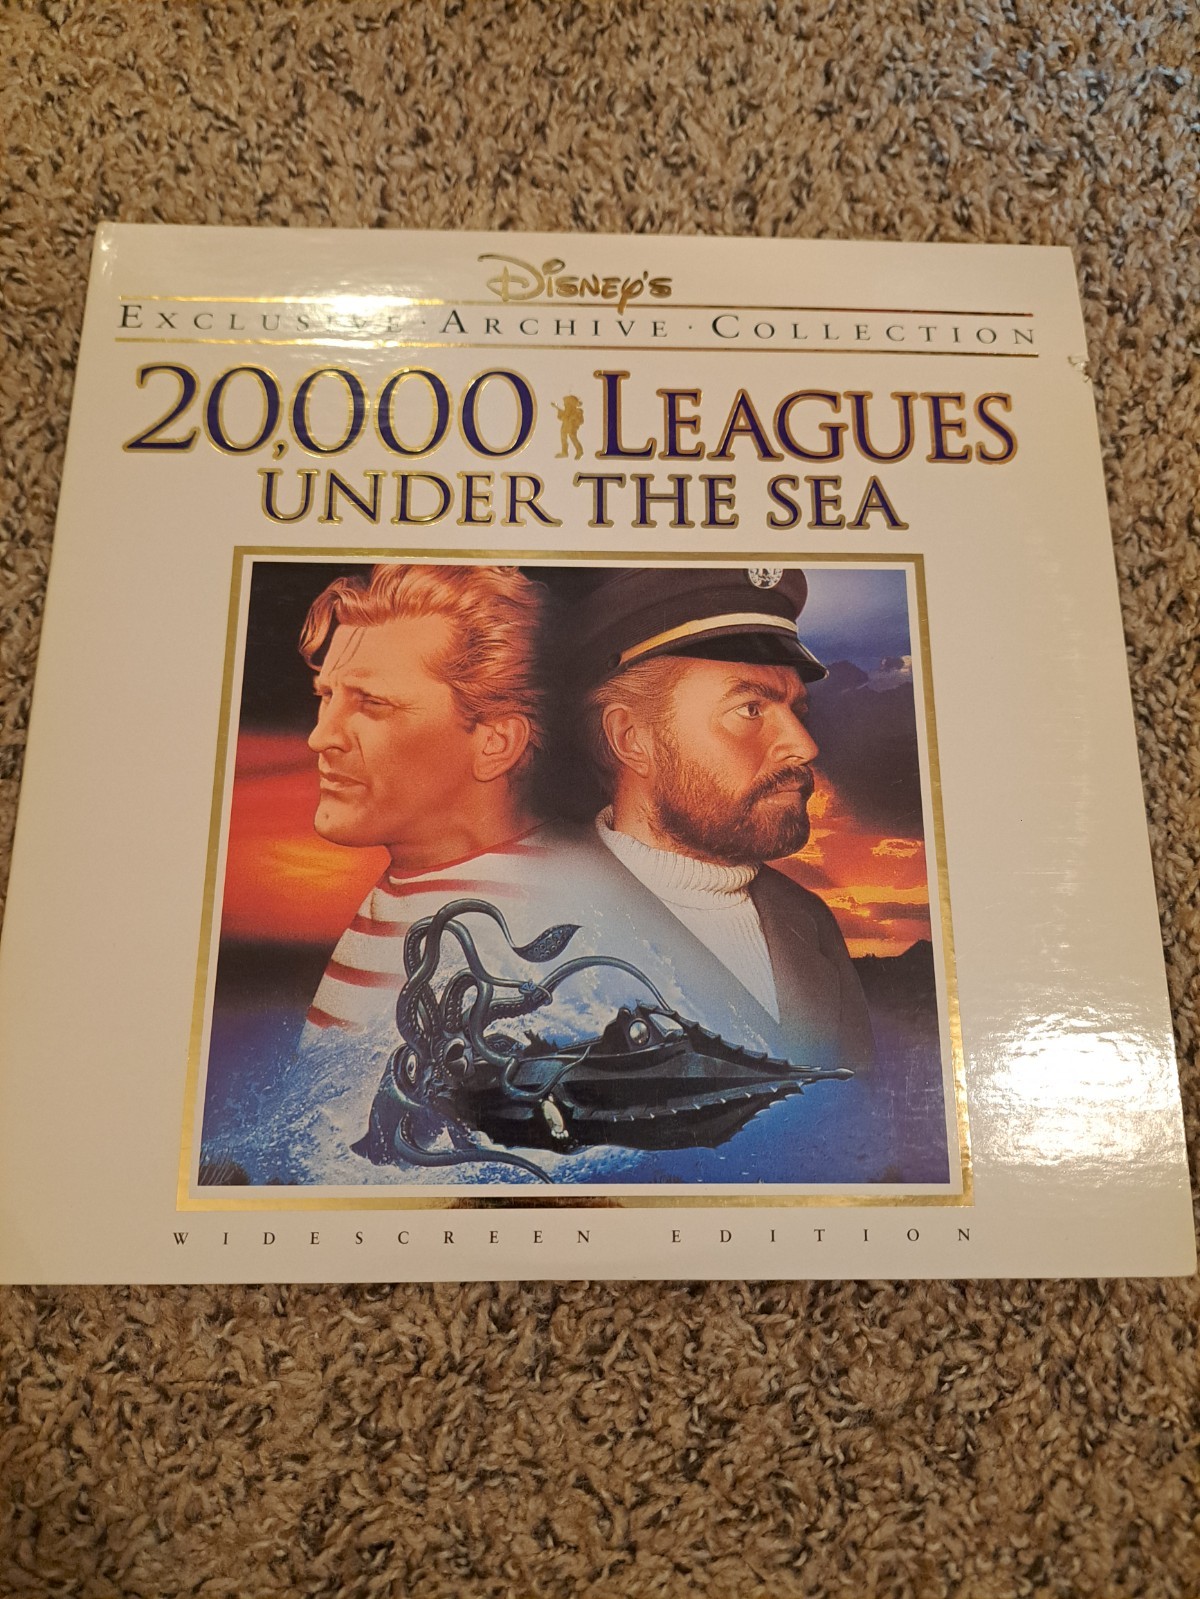 Disney's
Exclusive · Archive · Collection
20,000 Leagues
Under the Sea
WIDESCREEN EDITION